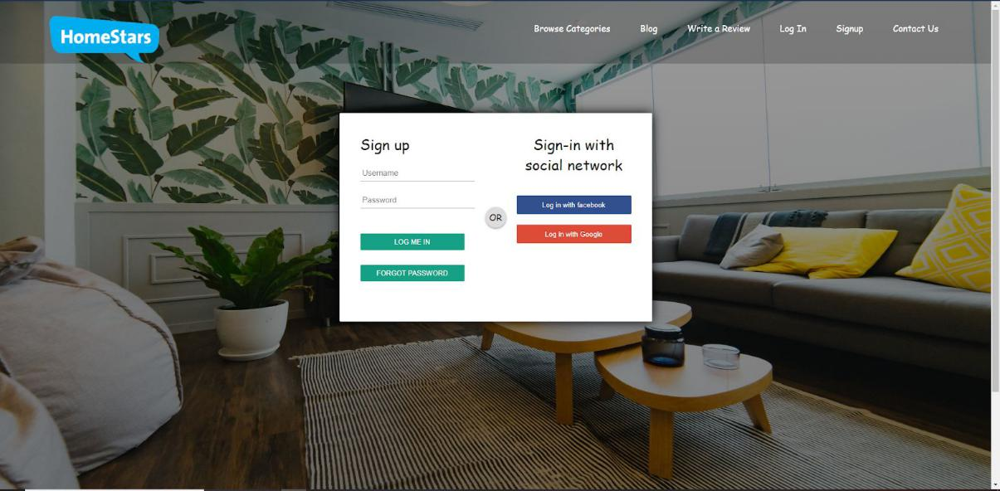 HomeStars
Browse Categories Blog Write a Review Log In Signup Contact Us
Sign up
Username
Password
LOG ME IN
FORGOT PASSWORD
OR
Sign-in with
social network
Log in with facebook
Log in with Google